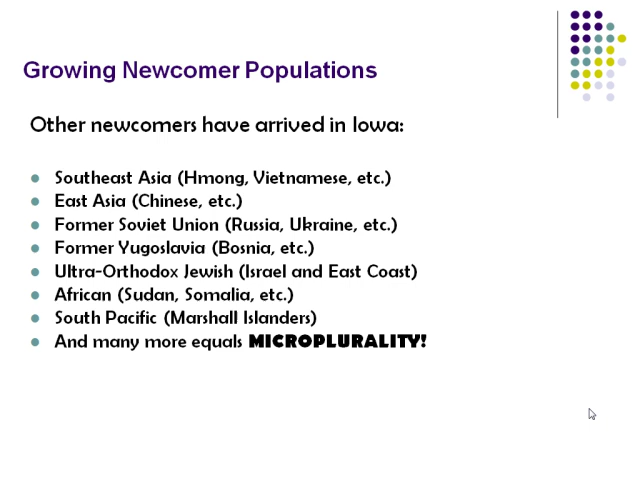 Growing Newcomer Populations
Other newcomers have arrived in Iowa:
Southeast Asia (Hmong, Vietnamese, etc.)
East Asia (Chinese, etc.)
Former Soviet Union (Russia, Ukraine, etc.)
Former Yugoslavia (Bosnia, etc.)
Ultra-Orthodox Jewish (Israel and East Coast)
African (Sudan, Somalia, etc.)
South Pacific (Marshall Islanders)
And many more equals MICROPLURALITY!